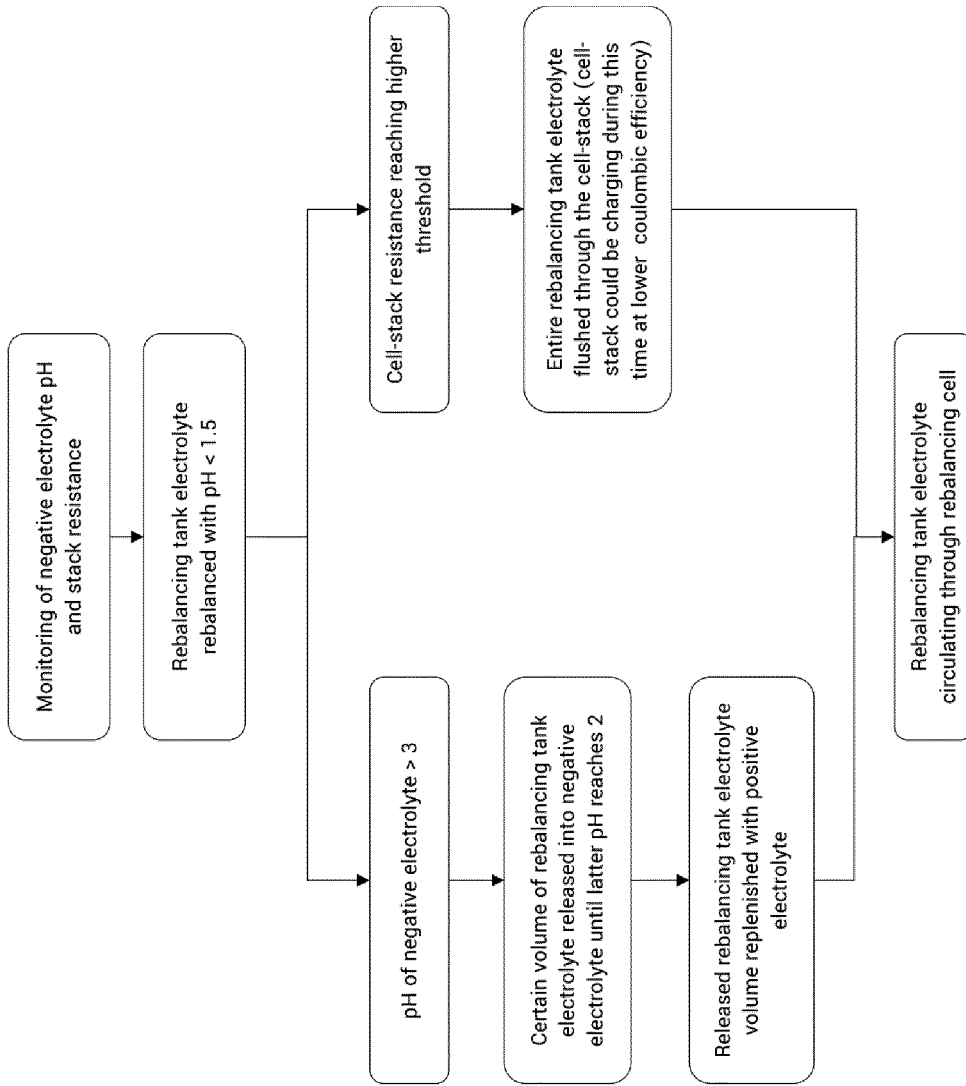 Monitoring of negative electrolyte pH
and stack resistance
Rebalancing tank electrolyte
rebalanced with pH < 1.5
pH of negative electrolyte > 3
Certain volume of rebalancing tank
electrolyte released into negative
electrolyte until latter pH reaches 2
Released rebalancing tank electrolyte
volume replenished with positive
electrolyte
Cell-stack resistance reaching higher
threshold
Entire rebalancing tank electrolyte
flushed through the cell-stack (cell-
stack could be charging during this
time at lower coulombic efficiency)
Rebalancing tank electrolyte
circulating through rebalancing cell